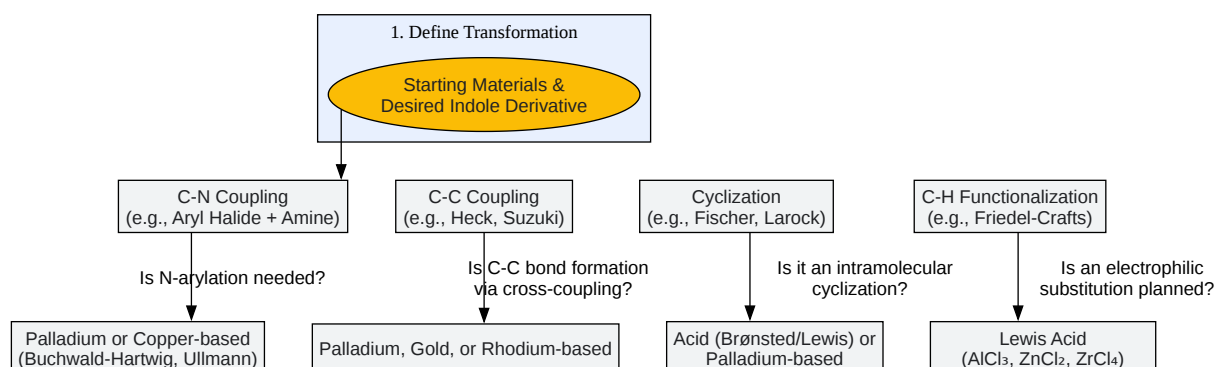 1. Define Transformation
Starting Materials &
Desired Indole Derivative
C-N Coupling
(e.g., Aryl Halide + Amine)
C-C Coupling
(e.g., Heck, Suzuki)
Cyclization
(e.g., Fischer, Larock)
C-H Functionalization
(e.g., Friedel-Crafts)
Is N-arylation needed?
Is C-C bond formation
via cross-coupling?
Is it an intramolecular
cyclization?
Is an electrophilic
substitution planned?
Palladium or Copper-based
(Buchwald-Hartwig, Ullmann)
Palladium, Gold, or Rhodium-based
Acid (Brønsted/Lewis) or
Palladium-based
Lewis Acid
(AlCl₃, ZnCl₂, ZrCl₄)